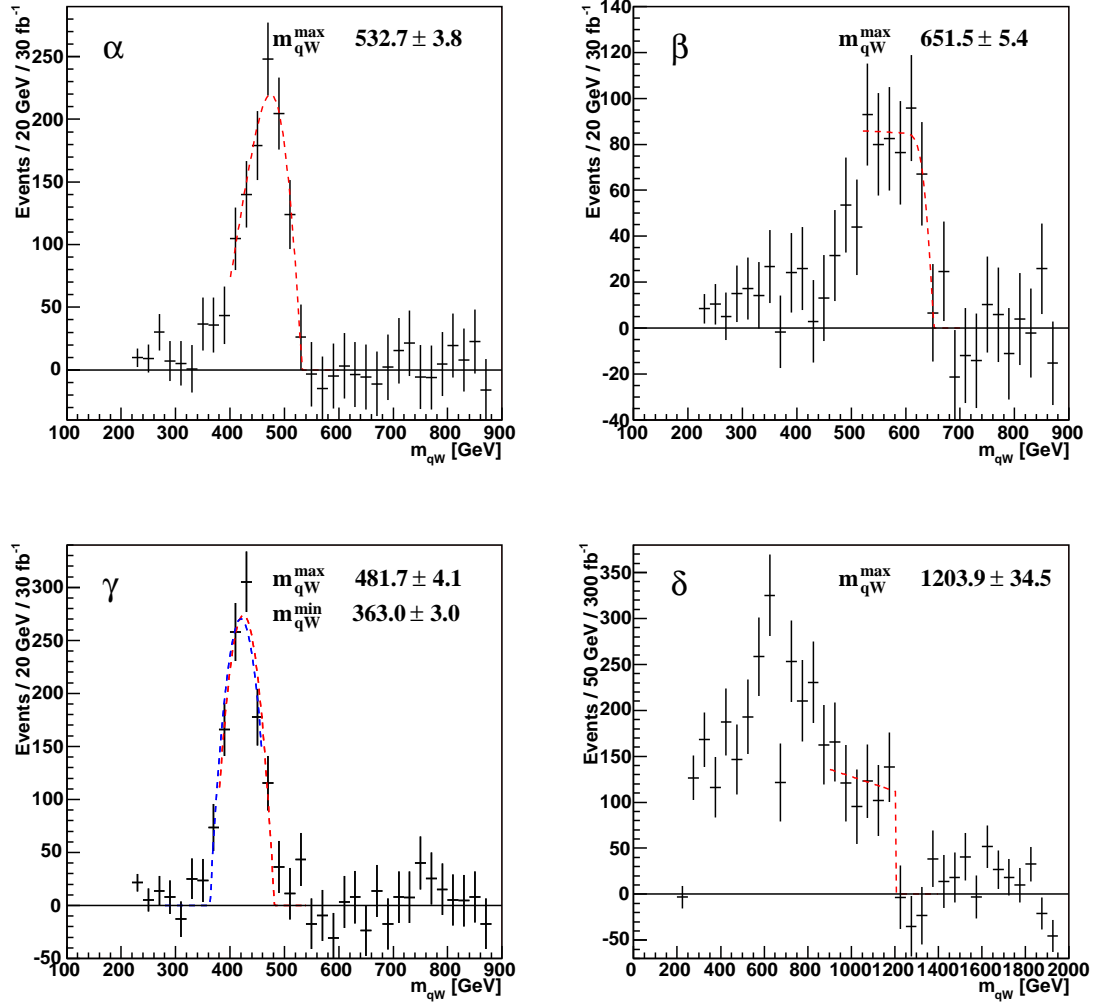 α m_qW^max 532.7 ± 3.8
Events / 20 GeV / 30 fb⁻¹
250
200
150
100
50
0
100 200 300 400 500 600 700 800 900
m_qW [GeV]
β m_qW^max 651.5 ± 5.4
Events / 20 GeV / 30 fb⁻¹
140
120
100
80
60
40
20
0
-20
-40
100 200 300 400 500 600 700 800 900
m_qW [GeV]
γ m_qW^max 481.7 ± 4.1
m_qW^min 363.0 ± 3.0
Events / 20 GeV / 30 fb⁻¹
300
250
200
150
100
50
0
-50
100 200 300 400 500 600 700 800 900
m_qW [GeV]
δ m_qW^max 1203.9 ± 34.5
Events / 50 GeV / 300 fb⁻¹
350
300
250
200
150
100
50
0
-50
0 200 400 600 800 1000 1200 1400 1600 1800 2000
m_qW [GeV]